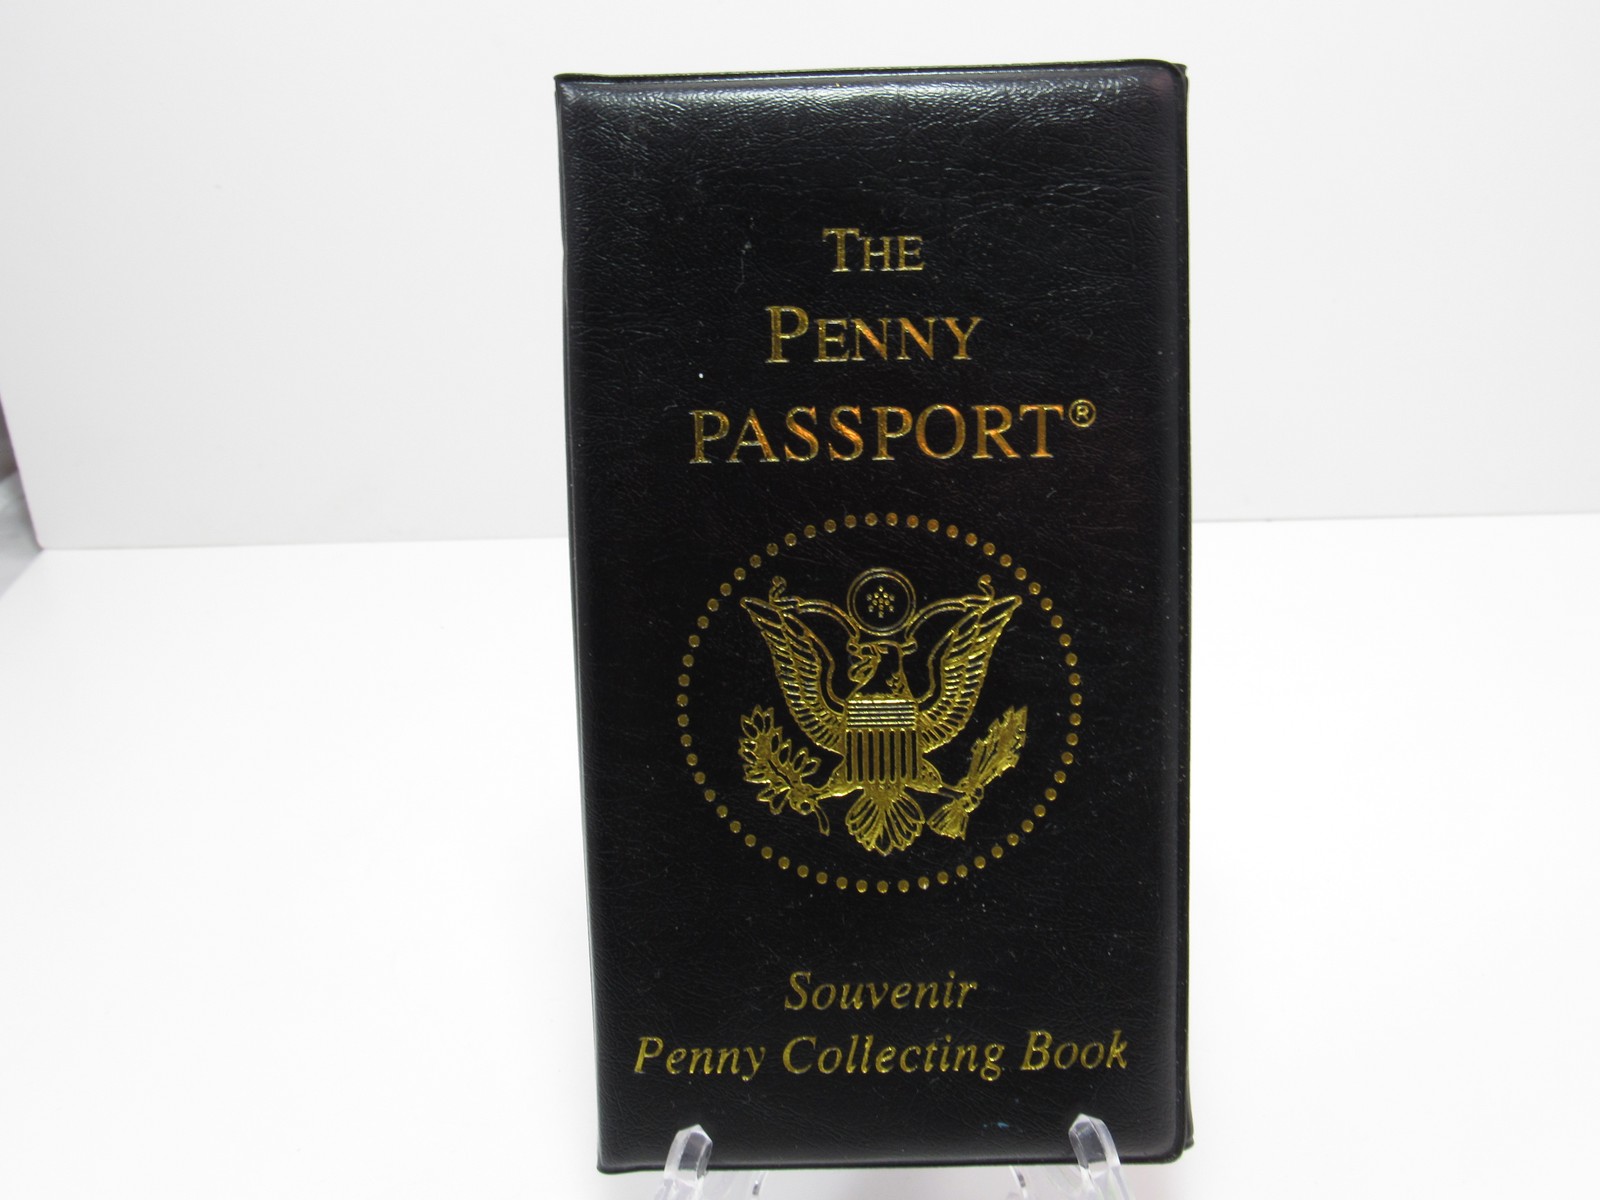 THE
PENNY
PASSPORT®
Souvenir
Penny Collecting Book